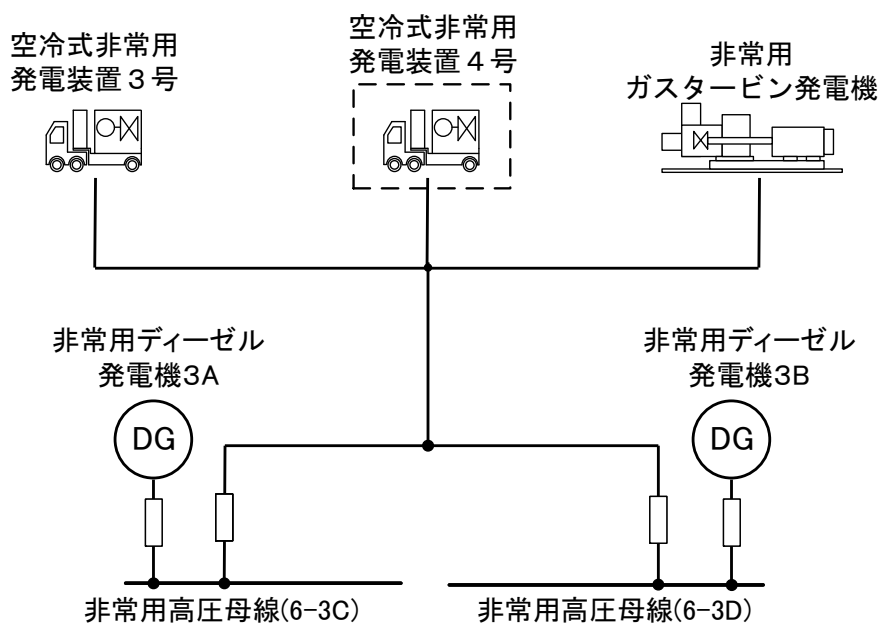 空冷式非常用
発電装置３号
空冷式非常用
発電装置４号
非常用
ガスタービン発電機
非常用ディーゼル
発電機3A
非常用ディーゼル
発電機3B
DG
DG
非常用高圧母線(6-3C)
非常用高圧母線(6-3D)